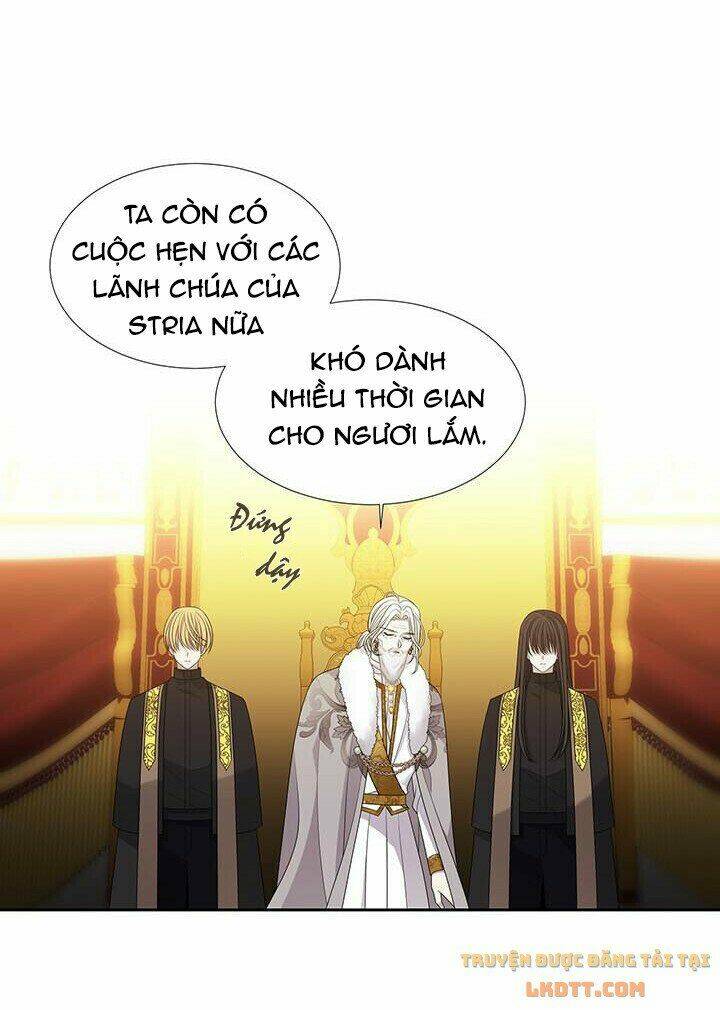 TA CÒN CÓ
CUỘC HẸN VỚI CÁC
LÃNH CHÚA CỦA
STRIA NỮA
KHÓ DÀNH
NHIỀU THỜI GIAN
CHO NGƯƠI LẮM.
Đứng
dậy
TRUYỆN ĐƯỢC ĐĂNG TẢI TẠI
LKDTT.COM